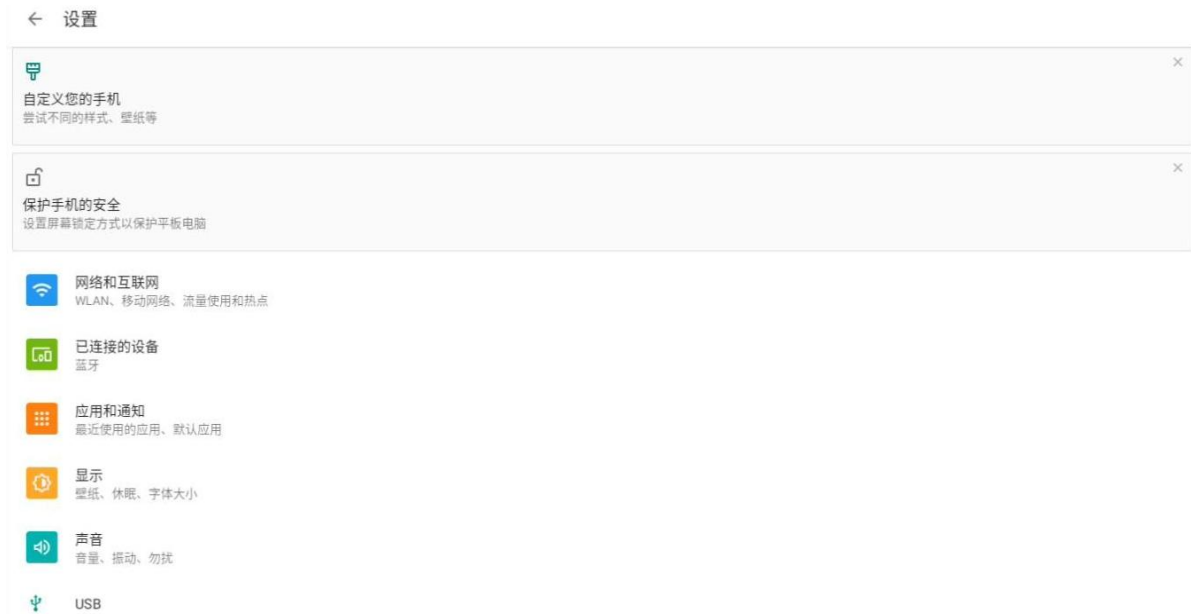 设置
自定义您的手机
尝试不同的样式、壁纸等
保护手机的安全
设置屏幕锁定方式以保护平板电脑
网络和互联网
WLAN、移动网络、流量使用和热点
已连接的设备
蓝牙
应用和通知
最近使用的应用、默认应用
显示
壁纸、休眠、字体大小
声音
音量、振动、勿扰
USB